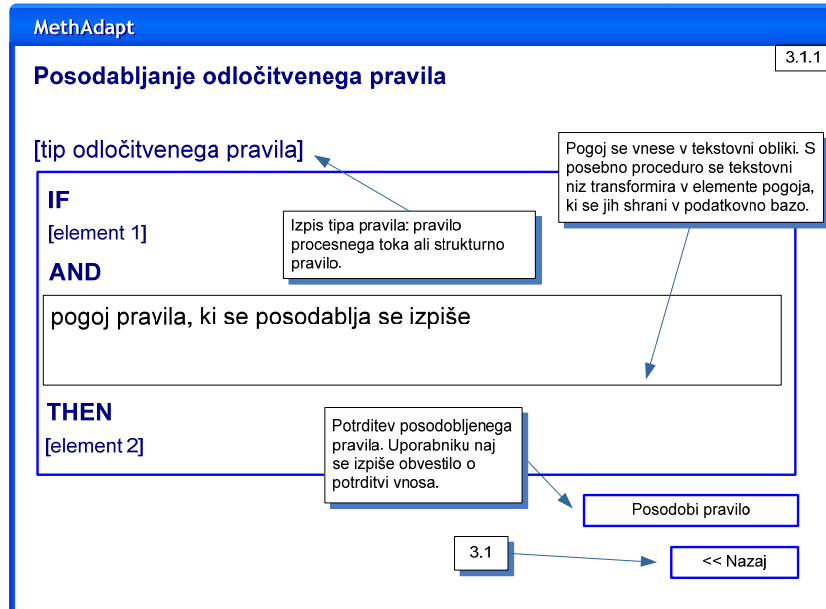 MethAdapt
3.1.1
Posodabljanje odločitvenega pravila
[tip odločitvenega pravila]
Pogoj se vnese v tekstovni obliki. S
posebno proceduro se tekstovni
niz transformira v elemente pogoja,
ki se jih shrani v podatkovno bazo.
IF
[element 1]
Izpis tipa pravila: pravilo
procesnega toka ali strukturno
pravilo.
AND
pogoj pravila, ki se posodablja se izpiše
THEN
[element 2]
Potrditev posodobljenega
pravila. Uporabniku naj
se izpiše obvestilo o
potrditvi vnosa.
Posodobi pravilo
3.1
<< Nazaj